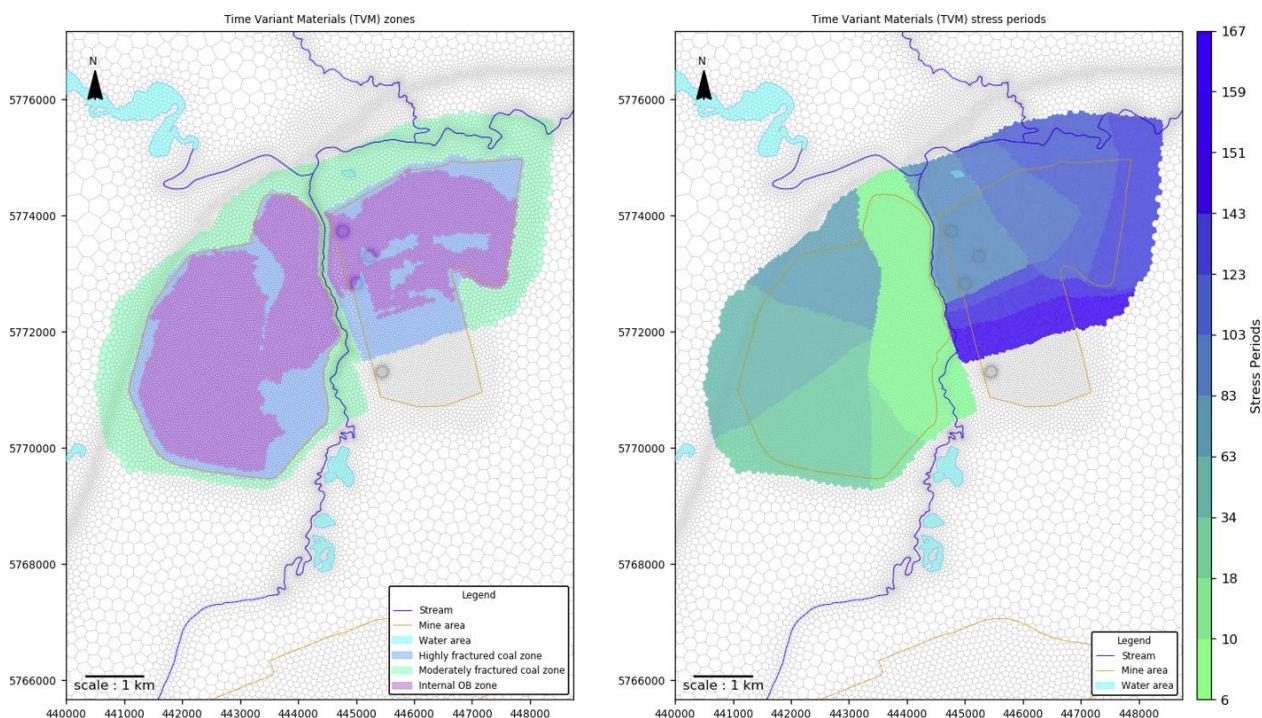 Time Variant Materials (TVM) zones
N
5776000
5774000
5772000
5770000
5768000
5766000
scale : 1 km
Legend
Stream
Mine area
Water area
Highly fractured coal zone
Moderately fractured coal zone
Internal OB zone
440000 441000 442000 443000 444000 445000 446000 447000 448000
Time Variant Materials (TVM) stress periods
N
5776000
5774000
5772000
5770000
5768000
5766000
scale : 1 km
Legend
Stream
Mine area
Water area
440000 441000 442000 443000 444000 445000 446000 447000 448000
167
159
151
143
123
103
83
63
34
18
10
6
Stress Periods